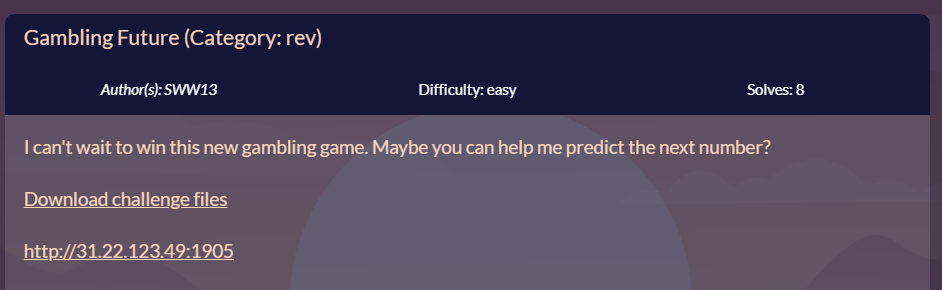 Gambling Future (Category: rev)
Author(s): SWW13 Difficulty: easy Solves: 8
I can't wait to win this new gambling game. Maybe you can help me predict the next number?
Download challenge files
http://31.22.123.49:1905